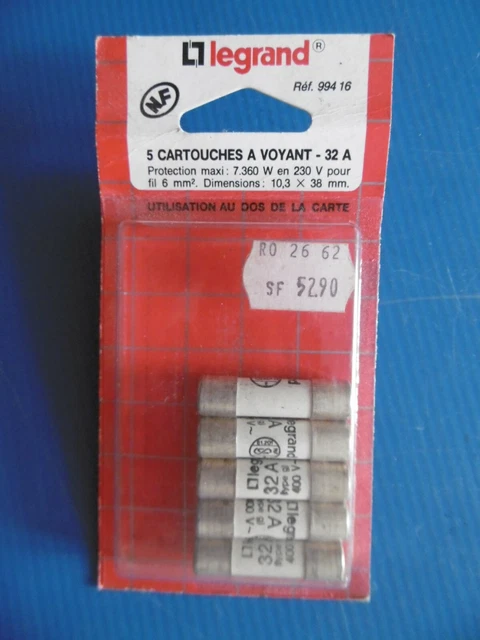 legrand®
Réf. 994 16
NF
5 CARTOUCHES A VOYANT - 32 A
Protection maxi : 7.360 W en 230 V pour
fil 6 mm². Dimensions : 10,3 × 38 mm.
UTILISATION AU DOS DE LA CARTE
RO 26 62
SF 52.90
legrand
32 A
400
legrand
32
400